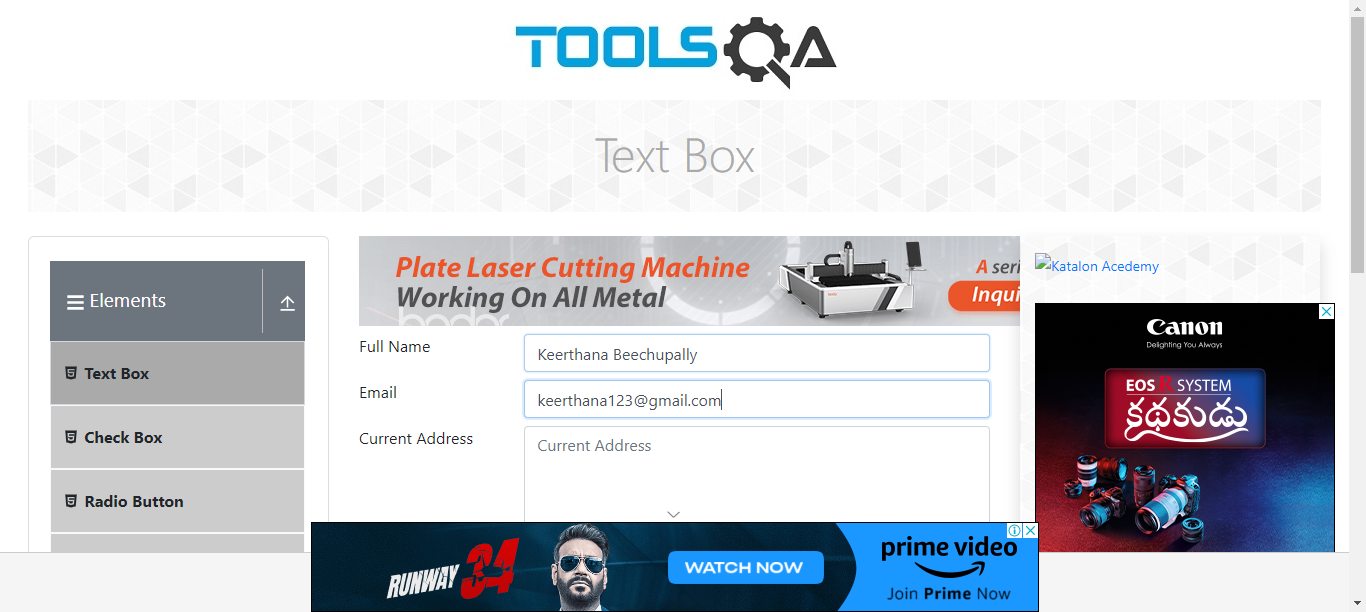 TOOLSQA
Text Box
Elements
Text Box
Check Box
Radio Button
Plate Laser Cutting Machine
Working On All Metal
bodor
A seri
Inqui
Full Name
Keerthana Beechupally
Email
keerthana123@gmail.com
Current Address
Current Address
Katalon Acedemy
Canon
Delighting You Always
EOS R SYSTEM
కథకుడు
RUNWAY 34
WATCH NOW
prime video
Join Prime Now